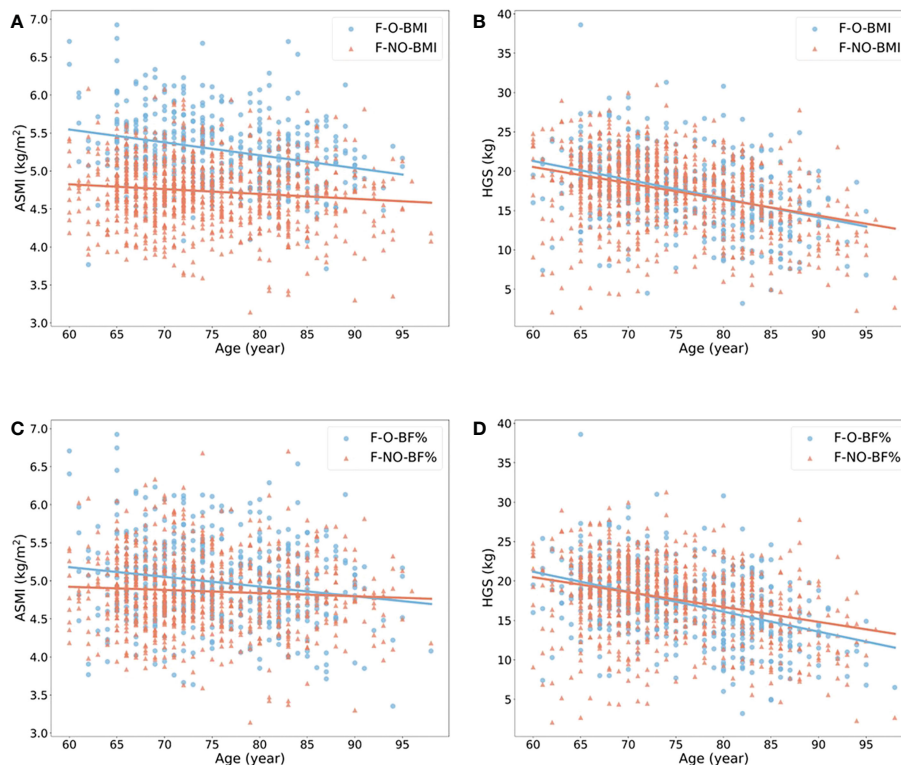 A
7.0
6.5
6.0
5.5
5.0
4.5
4.0
3.5
3.0
ASMI (kg/m²)
F-O-BMI
F-NO-BMI
60 65 70 75 80 85 90 95
Age (year)
B
40
35
30
25
20
15
10
5
HGS (kg)
F-O-BMI
F-NO-BMI
60 65 70 75 80 85 90 95
Age (year)
C
7.0
6.5
6.0
5.5
5.0
4.5
4.0
3.5
3.0
ASMI (kg/m²)
F-O-BF%
F-NO-BF%
60 65 70 75 80 85 90 95
Age (year)
D
40
35
30
25
20
15
10
5
HGS (kg)
F-O-BF%
F-NO-BF%
60 65 70 75 80 85 90 95
Age (year)